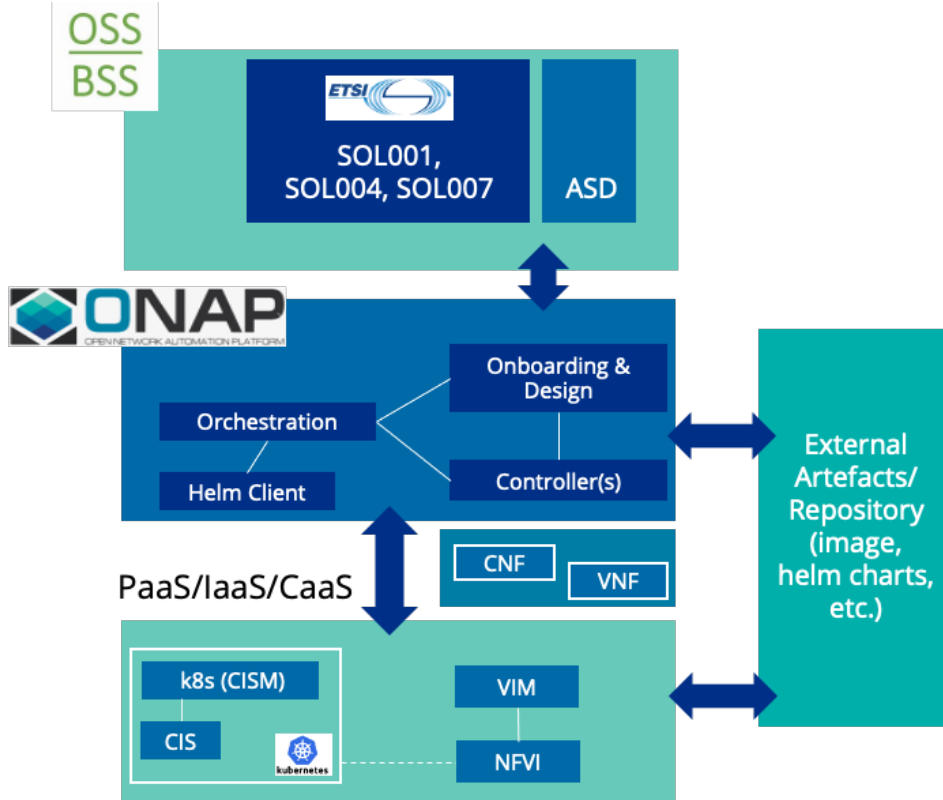 OSS
BSS
ETSI
SOL001,
SOL004, SOL007
ASD
ONAP
OPEN NETWORK AUTOMATION PLATFORM
Onboarding &
Design
Orchestration
Helm Client
Controller(s)
External
Artefacts/
Repository
(image,
helm charts,
etc.)
CNF
VNF
PaaS/IaaS/CaaS
k8s (CISM)
CIS
kubernetes
VIM
NFVI